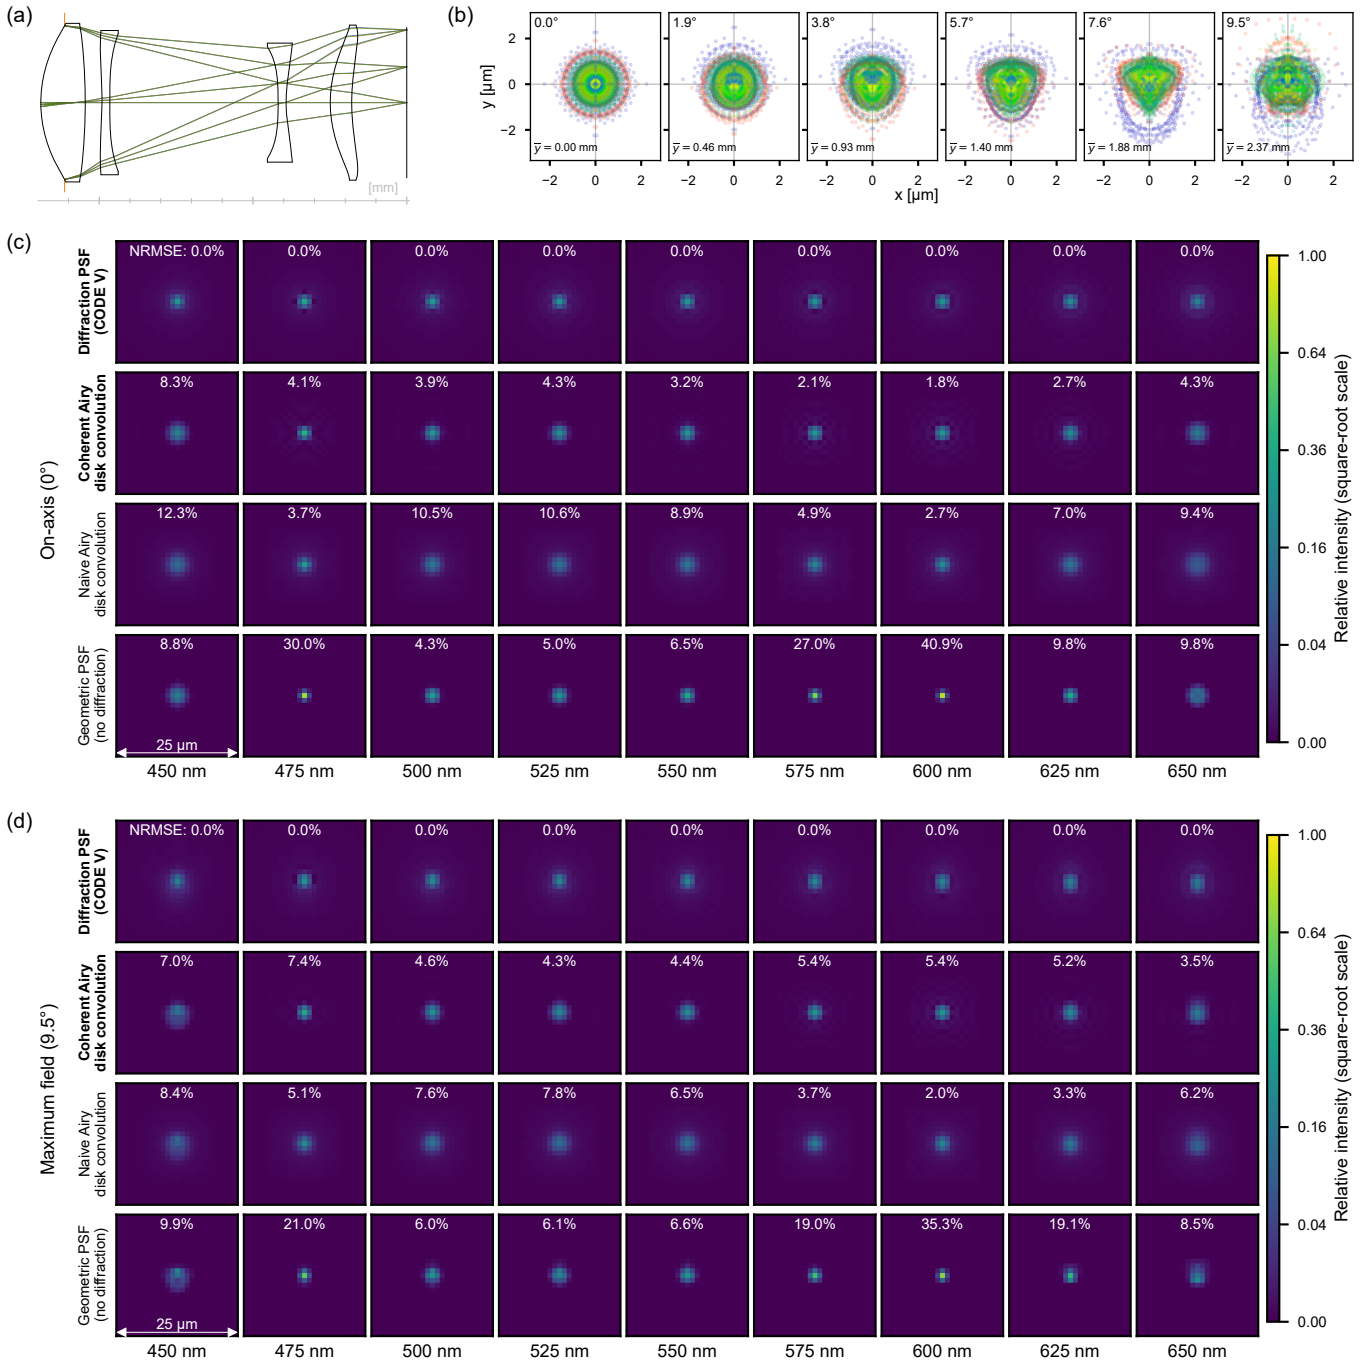 (a)
[mm]
(b)
0.0° 1.9° 3.8° 5.7° 7.6° 9.5°
2
0
−2
y [µm]
y̅ = 0.00 mm y̅ = 0.46 mm y̅ = 0.93 mm y̅ = 1.40 mm y̅ = 1.88 mm y̅ = 2.37 mm
−2 0 2 −2 0 2 −2 0 2 −2 0 2 −2 0 2 −2 0 2
x [µm]
(c)
On-axis (0°)
Diffraction PSF
(CODE V)
NRMSE: 0.0% 0.0% 0.0% 0.0% 0.0% 0.0% 0.0% 0.0% 0.0%
Coherent Airy
disk convolution
8.3% 4.1% 3.9% 4.3% 3.2% 2.1% 1.8% 2.7% 4.3%
Naive Airy
disk convolution
12.3% 3.7% 10.5% 10.6% 8.9% 4.9% 2.7% 7.0% 9.4%
Geometric PSF
(no diffraction)
8.8% 30.0% 4.3% 5.0% 6.5% 27.0% 40.9% 9.8% 9.8%
25 µm
450 nm 475 nm 500 nm 525 nm 550 nm 575 nm 600 nm 625 nm 650 nm
1.00
0.64
0.36
0.16
0.04
0.00
Relative intensity (square-root scale)
(d)
Maximum field (9.5°)
Diffraction PSF
(CODE V)
NRMSE: 0.0% 0.0% 0.0% 0.0% 0.0% 0.0% 0.0% 0.0% 0.0%
Coherent Airy
disk convolution
7.0% 7.4% 4.6% 4.3% 4.4% 5.4% 5.4% 5.2% 3.5%
Naive Airy
disk convolution
8.4% 5.1% 7.6% 7.8% 6.5% 3.7% 2.0% 3.3% 6.2%
Geometric PSF
(no diffraction)
9.9% 21.0% 6.0% 6.1% 6.6% 19.0% 35.3% 19.1% 8.5%
25 µm
450 nm 475 nm 500 nm 525 nm 550 nm 575 nm 600 nm 625 nm 650 nm
1.00
0.64
0.36
0.16
0.04
0.00
Relative intensity (square-root scale)